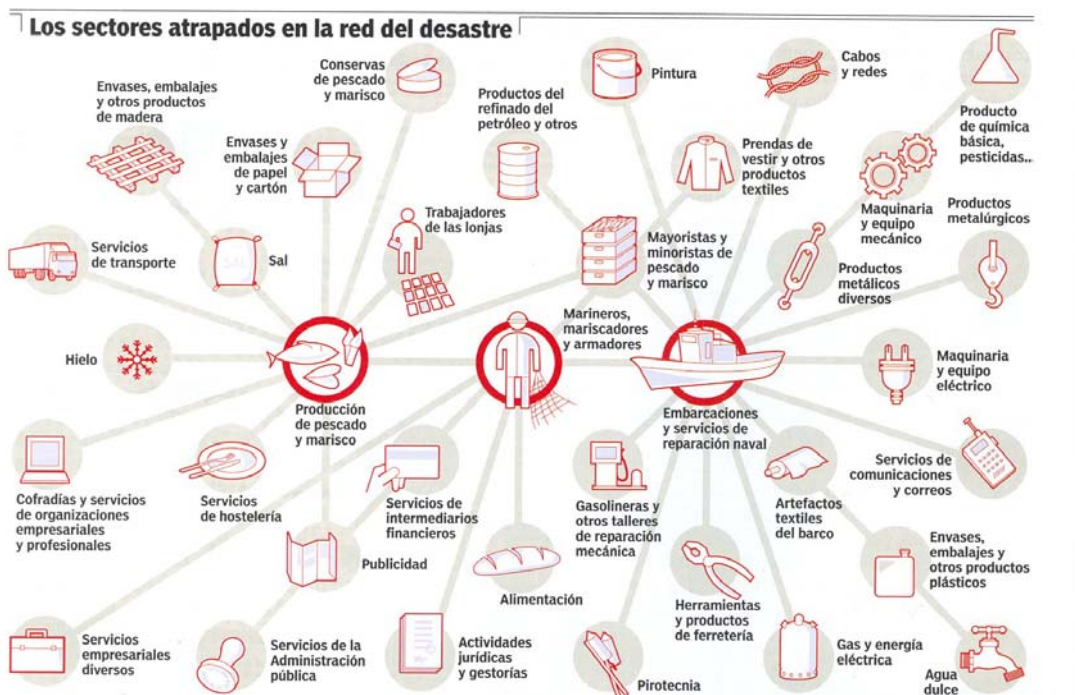 Los sectores atrapados en la red del desastre
Conservas
de pescado
y marisco
Pintura
Cabos
y redes
Envases, embalajes
y otros productos
de madera
Productos del
refinado del
petróleo y otros
Producto
de química
básica,
pesticidas...
Envases y
embalajes
de papel
y cartón
Prendas de
vestir y otros
productos
textiles
Trabajadores
de las lonjas
Maquinaria
y equipo
mecánico
Productos
metalúrgicos
Servicios
de transporte
SAL
Sal
Mayoristas y
minoristas de
pescado
y marisco
Productos
metálicos
diversos
Marineros,
mariscadores
y armadores
Hielo
Maquinaria
y equipo
eléctrico
Producción
de pescado
y marisco
Embarcaciones
y servicios de
reparación naval
Cofradías y servicios
de organizaciones
empresariales
y profesionales
Servicios
de hostelería
Servicios de
intermediarios
financieros
Gasolineras y
otros talleres
de reparación
mecánica
Artefactos
textiles
del barco
Servicios de
comunicaciones
y correos
Publicidad
Alimentación
Herramientas
y productos
de ferretería
Envases,
embalajes y
otros productos
plásticos
Servicios
empresariales
diversos
Servicios de la
Administración
pública
Actividades
jurídicas
y gestorías
Pirotecnia
Gas y energía
eléctrica
Agua
dulce